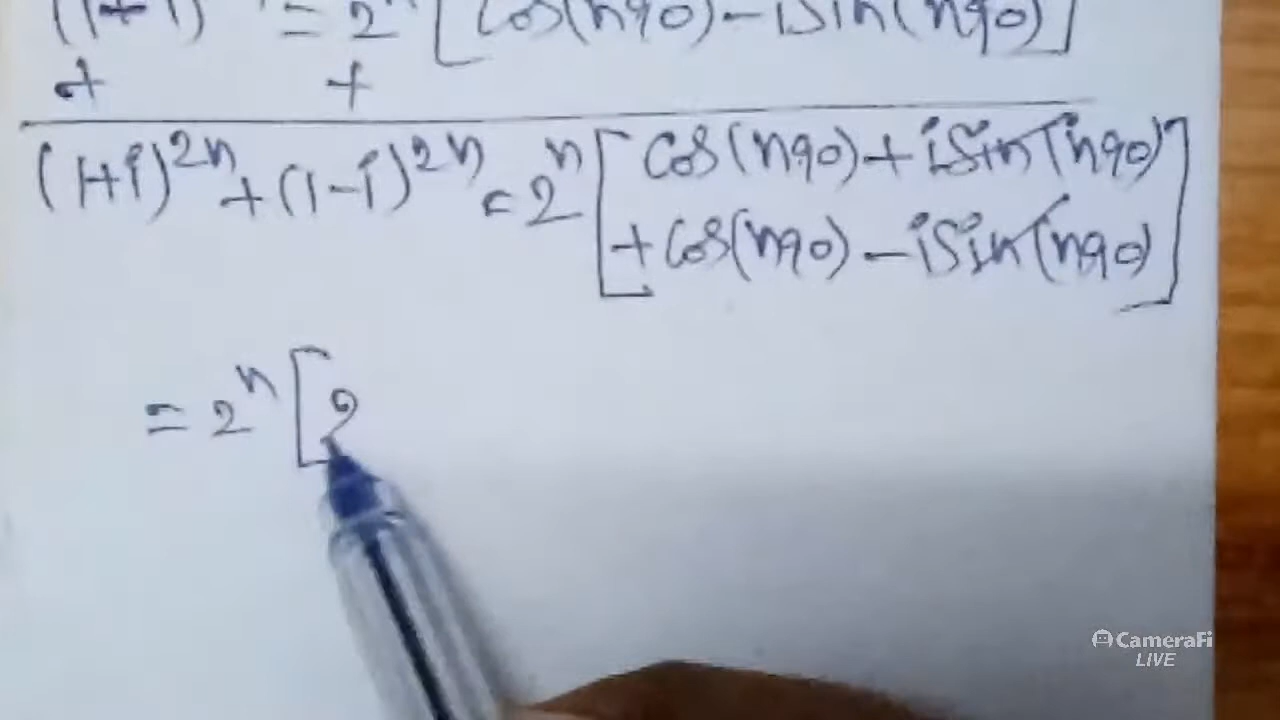 = 2ⁿ [cos(n90) - i sin(n90)]
+ +
(1+i)²ⁿ + (1-i)²ⁿ = 2ⁿ [cos(n90) + i sin(n90)
+ cos(n90) - i sin(n90)]
= 2ⁿ [2
CameraFi
LIVE